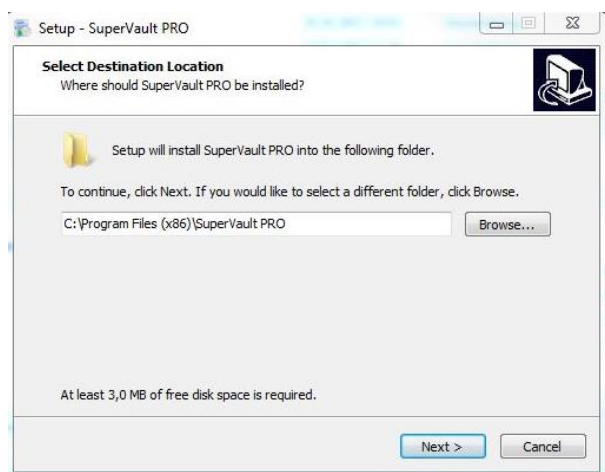 Setup - SuperVault PRO
Select Destination Location
Where should SuperVault PRO be installed?
Setup will install SuperVault PRO into the following folder.
To continue, click Next. If you would like to select a different folder, click Browse.
C:\Program Files (x86)\SuperVault PRO
Browse...
At least 3,0 MB of free disk space is required.
Next >
Cancel